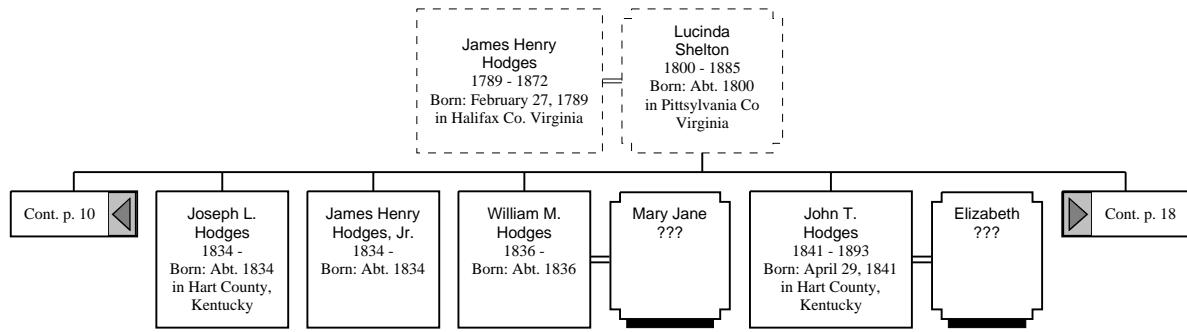 James Henry
Hodges
1789 - 1872
Born: February 27, 1789
in Halifax Co. Virginia
Lucinda
Shelton
1800 - 1885
Born: Abt. 1800
in Pittsylvania Co
Virginia
Cont. p. 10
Joseph L.
Hodges
1834 -
Born: Abt. 1834
in Hart County,
Kentucky
James Henry
Hodges, Jr.
1834 -
Born: Abt. 1834
William M.
Hodges
1836 -
Born: Abt. 1836
Mary Jane
???
John T.
Hodges
1841 - 1893
Born: April 29, 1841
in Hart County,
Kentucky
Elizabeth
???
Cont. p. 18